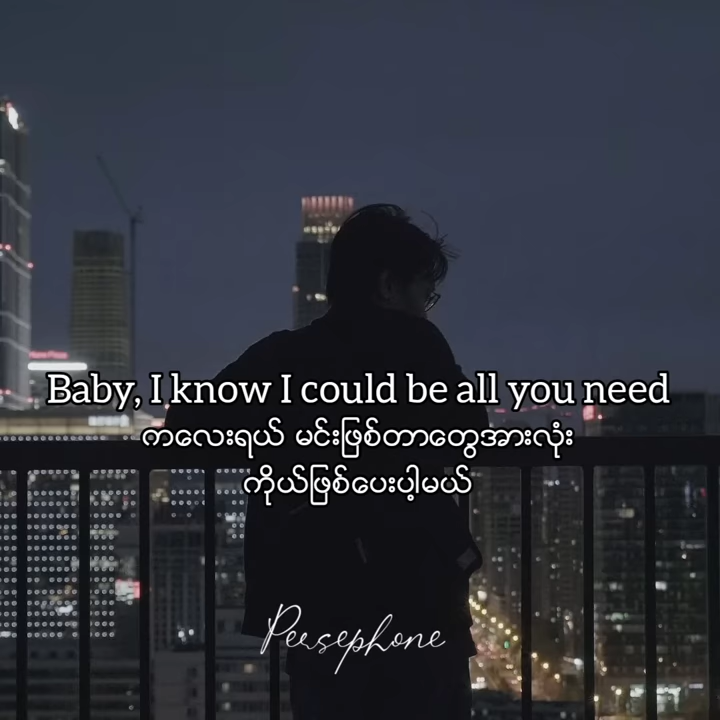 Baby, I know I could be all you need
ကလေးရယ် မင်းဖြစ်တာတွေအားလုံး
ကိုယ်ဖြစ်ပေးပါ့မယ်
Persephone